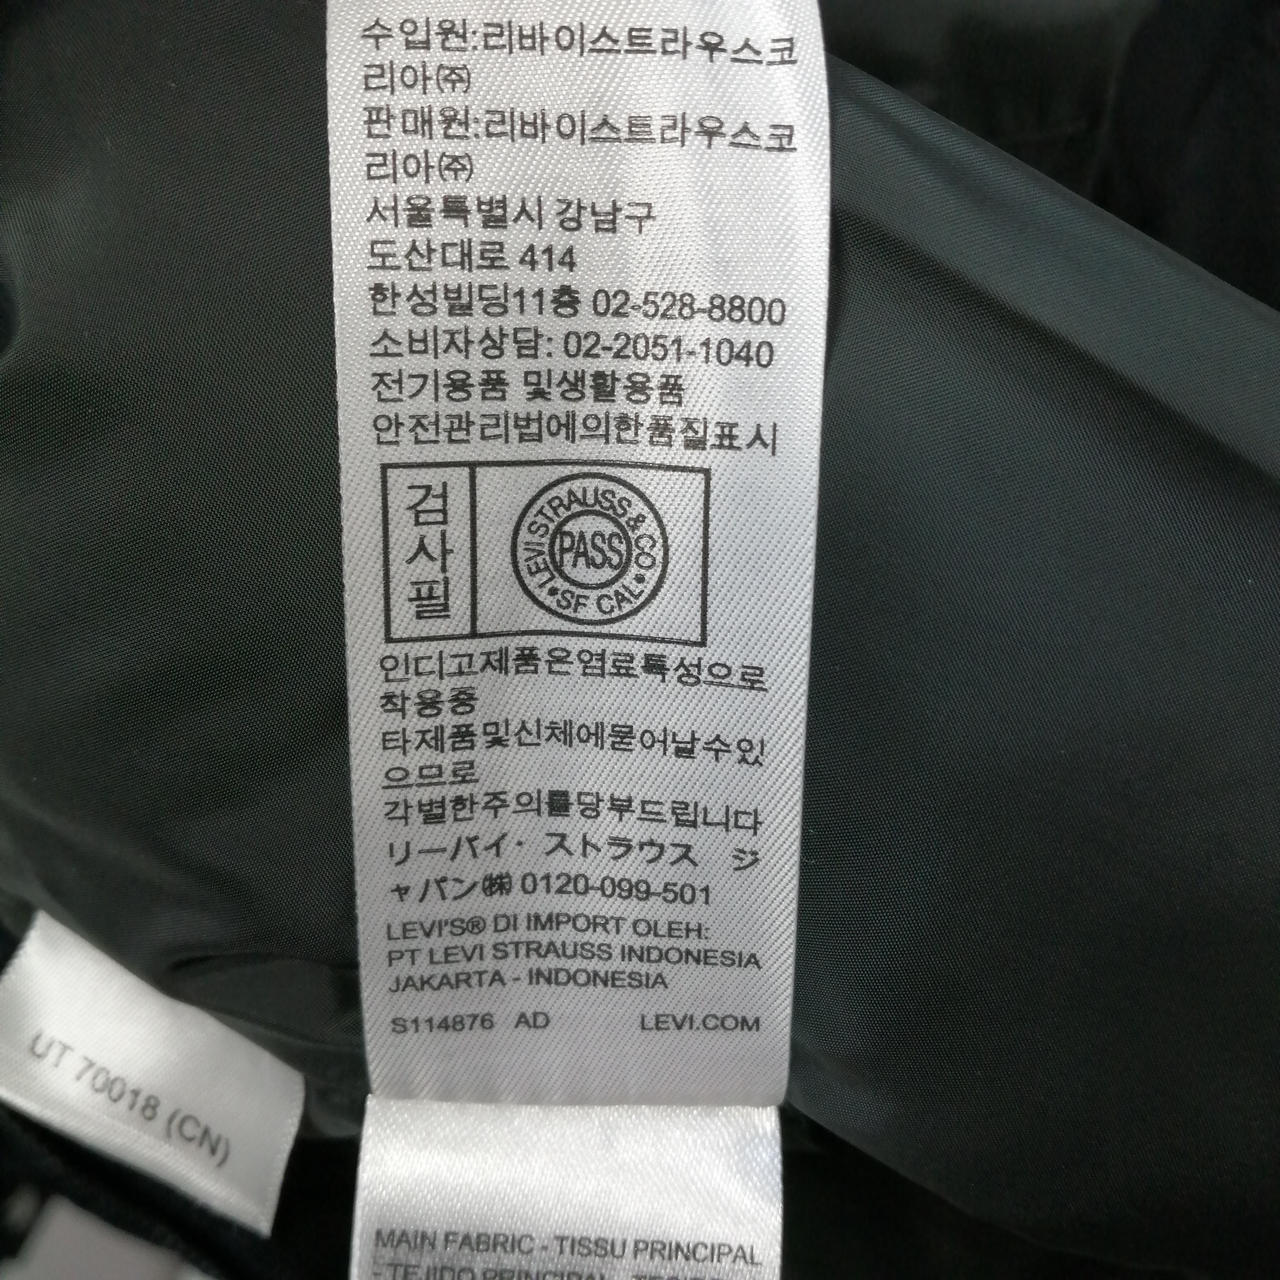 수입원:리바이스트라우스코
리아㈜
판매원:리바이스트라우스코
리아㈜
서울특별시 강남구
도산대로 414
한성빌딩11층 02-528-8800
소비자상담: 02-2051-1040
전기용품 및생활용품
안전관리법에의한품질표시
검
사
필
LEVI STRAUSS & CO
PASS
• SF CAL •
인디고제품은염료특성으로
착용중
타제품및신체에묻어날수있
으므로
각별한주의를당부드립니다
リーバイ・ストラウス ジ
ャパン㈱ 0120-099-501
LEVI'S® DI IMPORT OLEH:
PT LEVI STRAUSS INDONESIA
JAKARTA - INDONESIA
S114876 AD LEVI.COM
UT 70018 (CN)
MAIN FABRIC - TISSU PRINCIPAL
- TEJIDO PRINCIPAL